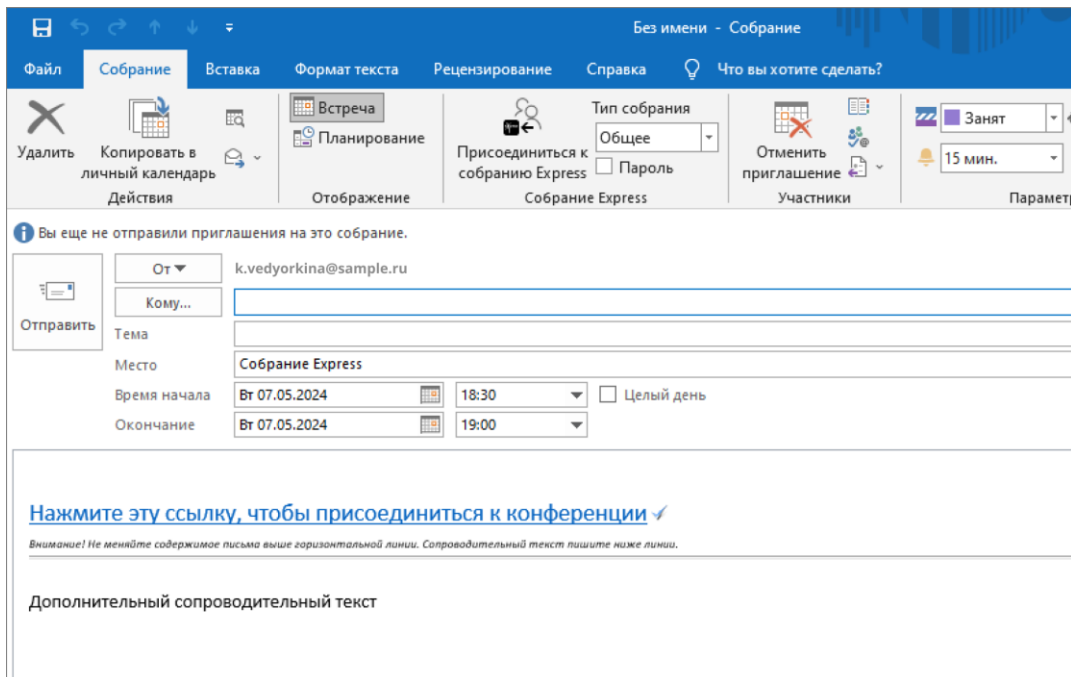 Без имени - Собрание
Файл Собрание Вставка Формат текста Рецензирование Справка Что вы хотите сделать?
Удалить
Копировать в
личный календарь
Действия
Встреча
Планирование
Отображение
Присоединиться к
собранию Express
Тип собрания
Общее
Пароль
Собрание Express
Отменить
приглашение
Участники
Занят
15 мин.
Парамет
Вы еще не отправили приглашения на это собрание.
Отправить
От k.vedyorkina@sample.ru
Кому...
Тема
Место Собрание Express
Время начала Вт 07.05.2024 18:30 Целый день
Окончание Вт 07.05.2024 19:00
Нажмите эту ссылку, чтобы присоединиться к конференции
Внимание! Не меняйте содержимое письма выше горизонтальной линии. Сопроводительный текст пишите ниже линии.
Дополнительный сопроводительный текст